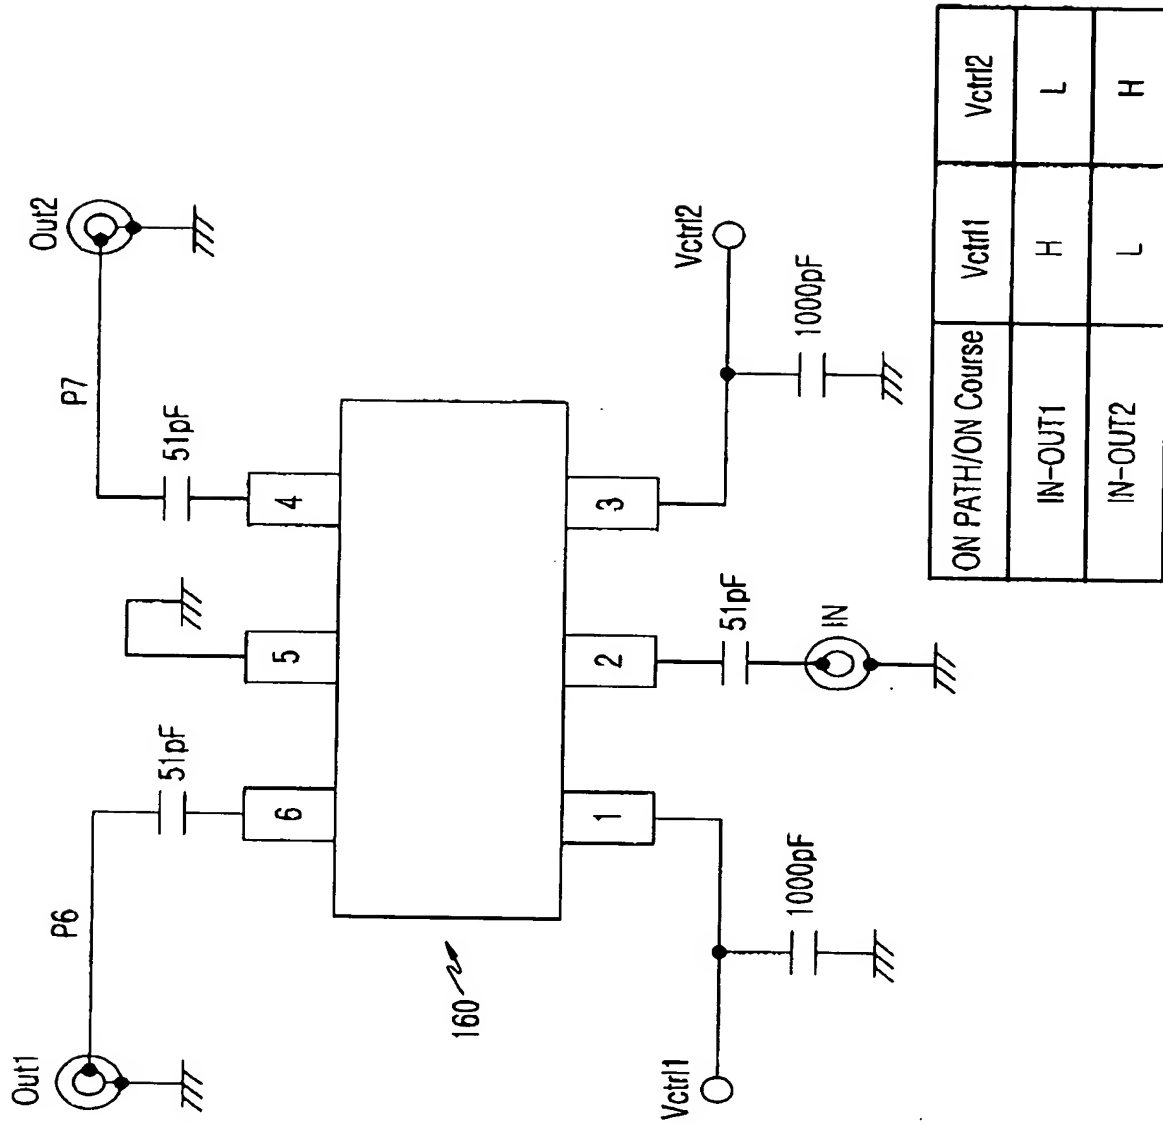 Out1
P6
51pF
6
5
4
51pF
P7
Out2
160
1
2
3
Vctrl1
1000pF
51pF
IN
Vctrl2
1000pF
ON PATH/ON Course Vctrl1 Vctrl2
IN-OUT1 H L
IN-OUT2 L H